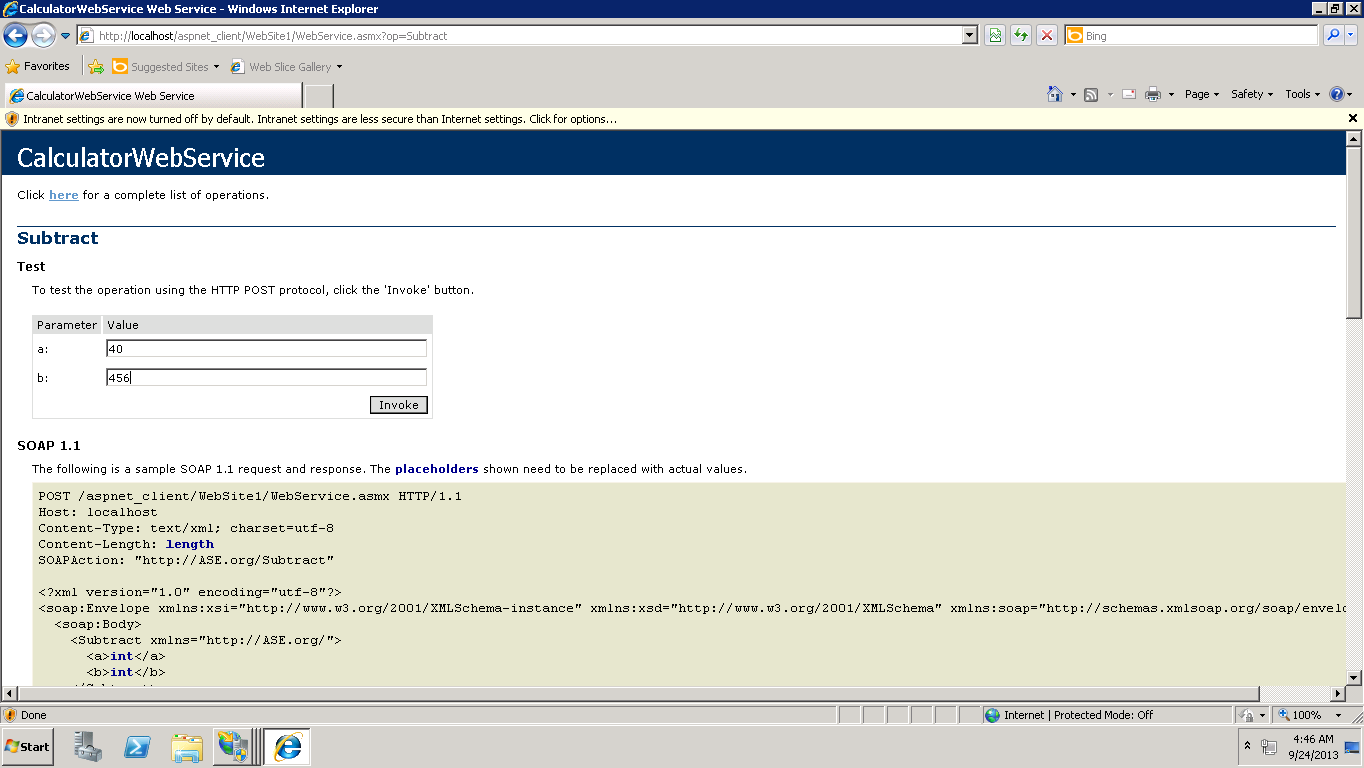 CalculatorWebService Web Service - Windows Internet Explorer
http://localhost/aspnet_client/WebSite1/WebService.asmx?op=Subtract
Bing
Favorites
Suggested Sites
Web Slice Gallery
CalculatorWebService Web Service
Page
Safety
Tools
Intranet settings are now turned off by default. Intranet settings are less secure than Internet settings. Click for options...
CalculatorWebService
Click here for a complete list of operations.
Subtract
Test
To test the operation using the HTTP POST protocol, click the 'Invoke' button.
Parameter Value
a: 40
b: 456
Invoke
SOAP 1.1
The following is a sample SOAP 1.1 request and response. The placeholders shown need to be replaced with actual values.
POST /aspnet_client/WebSite1/WebService.asmx HTTP/1.1
Host: localhost
Content-Type: text/xml; charset=utf-8
Content-Length: length
SOAPAction: "http://ASE.org/Subtract"
<?xml version="1.0" encoding="utf-8"?>
<soap:Envelope xmlns:xsi="http://www.w3.org/2001/XMLSchema-instance" xmlns:xsd="http://www.w3.org/2001/XMLSchema" xmlns:soap="http://schemas.xmlsoap.org/soap/envelo
<soap:Body>
<Subtract xmlns="http://ASE.org/">
<a>int</a>
<b>int</b>
Done
Internet | Protected Mode: Off
100%
Start
4:46 AM
9/24/2013